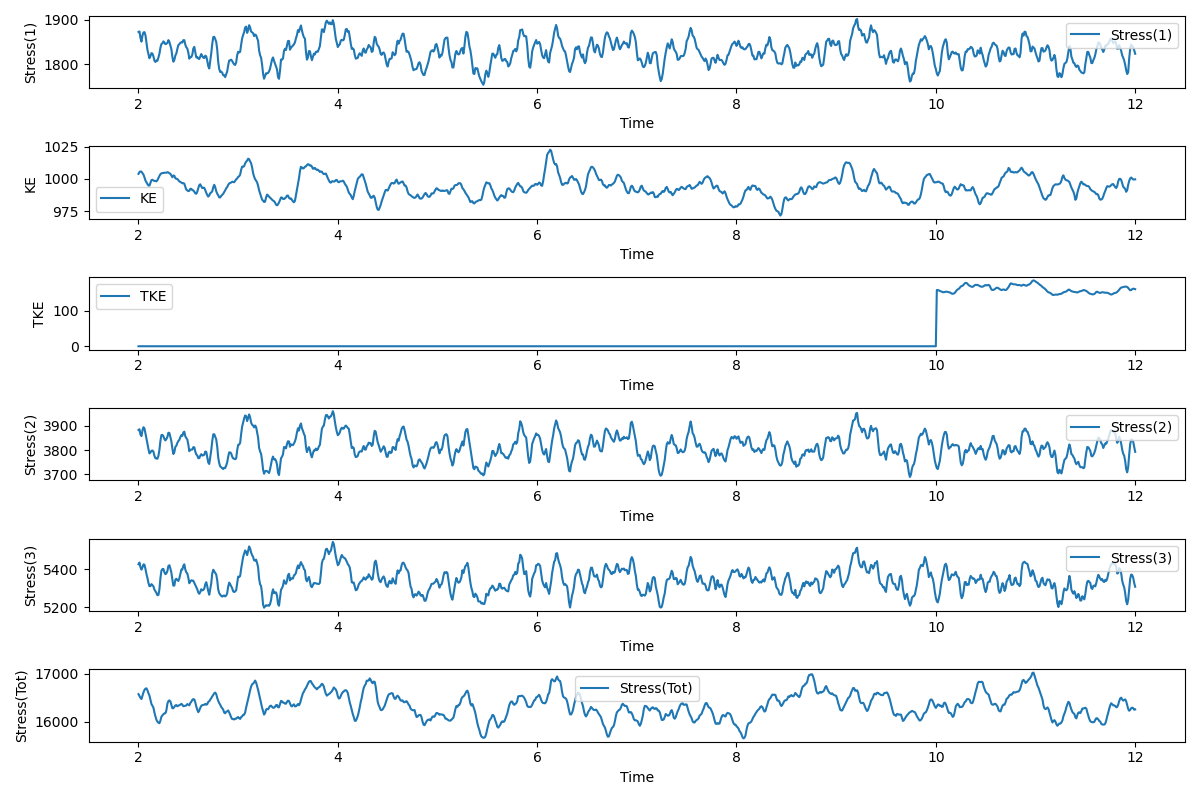 Stress(1)
1900
1800
Stress(1)
2 4 6 8 10 12
Time
KE
1025
1000
975
KE
2 4 6 8 10 12
Time
TKE
100
0
TKE
2 4 6 8 10 12
Time
Stress(2)
3900
3800
3700
Stress(2)
2 4 6 8 10 12
Time
Stress(3)
5400
5200
Stress(3)
2 4 6 8 10 12
Time
Stress(Tot)
17000
16000
Stress(Tot)
2 4 6 8 10 12
Time